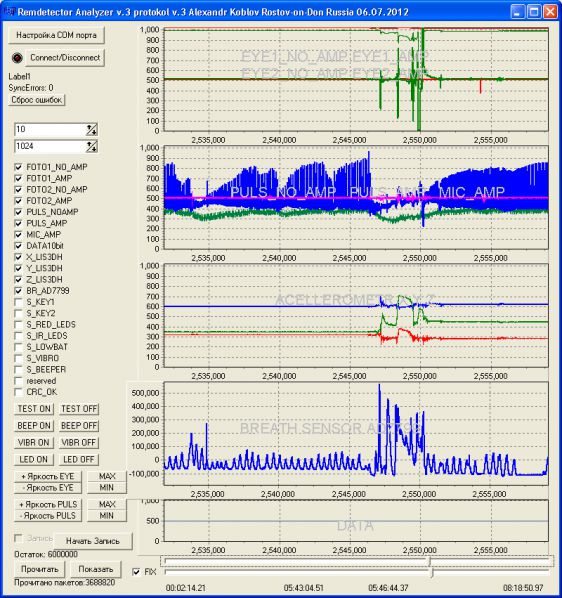 Remdetector Analyzer v.3 protokol v.3 Alexandr Koblov Rostov-on-Don Russia 06.07.2012
Настройка COM порта
Connect/Disconnect
Label1
SyncErrors: 0
Сброс ошибок
10
1024
FOTO1_NO_AMP
FOTO1_AMP
FOTO2_NO_AMP
FOTO2_AMP
PULS_NOAMP
PULS_AMP
MIC_AMP
DATA10bit
X_LIS3DH
Y_LIS3DH
Z_LIS3DH
BR_AD7799
S_KEY1
S_KEY2
S_RED_LEDS
S_IR_LEDS
S_LOWBAT
S_VIBRO
S_BEEPER
reserved
CRC_OK
TEST ON TEST OFF
BEEP ON BEEP OFF
VIBR ON VIBR OFF
LED ON LED OFF
+ Яркость EYE MAX
- Яркость EYE MIN
+ Яркость PULS MAX
- Яркость PULS MIN
Запись Начать Запись
Остаток: 6000000
Прочитать Показать
Прочитано пакетов:3688820
1,000
900
800
700
600
500
400
300
200
100
0
EYE1_NO_AMP EYE1_AMP
EYE2_NO_AMP EYE2_AMP
2,535,000 2,540,000 2,545,000 2,550,000 2,555,000
1,000
900
800
700
600
500
400
300
200
100
0
PULS_NO_AMP PULS_AMP MIC_AMP
2,535,000 2,540,000 2,545,000 2,550,000 2,555,000
1,000
900
800
700
600
500
400
300
200
100
0
2,535,000 2,540,000 2,545,000 2,550,000 2,555,000
500,000
400,000
300,000
200,000
100,000
0
-100,000
BREATH SENSOR
2,535,000 2,540,000 2,545,000 2,550,000 2,555,000
1,000
500
0
DATA
2,535,000 2,540,000 2,545,000 2,550,000 2,555,000
FIX
00:02:14.21 05:43:04.51 05:46:44.37 08:18:50.97